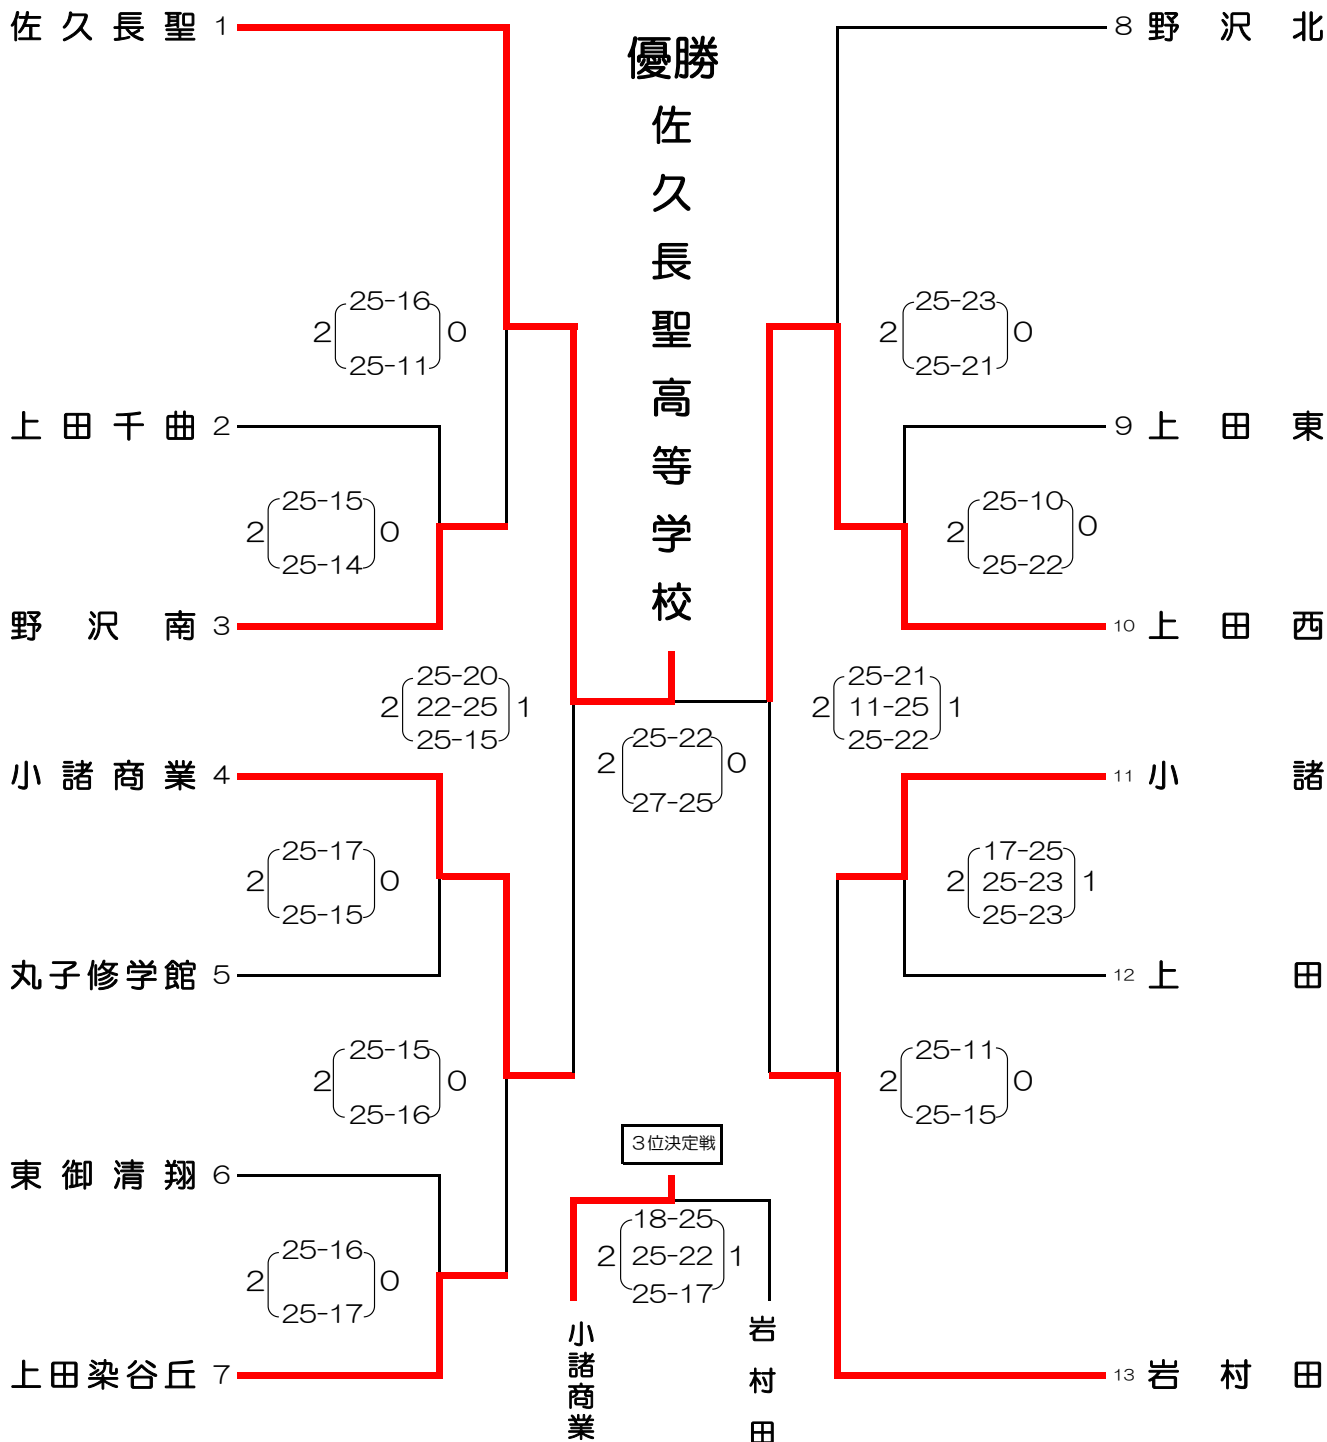 優勝
佐久長聖高等学校
佐久長聖 1
25-16
2 0
25-11
上田千曲 2
25-15
2 0
25-14
野沢南 3
25-20
2 22-25 1
25-15
小諸商業 4
25-17
2 0
25-15
丸子修学館 5
25-15
2 0
25-16
東御清翔 6
25-16
2 0
25-17
上田染谷丘 7
25-22
2 0
27-25
8 野沢北
25-23
2 0
25-21
9 上田東
25-10
2 0
25-22
10 上田西
25-21
2 11-25 1
25-22
11 小諸
17-25
2 25-23 1
25-23
12 上田
25-11
2 0
25-15
13 岩村田
3位決定戦
18-25
2 25-22 1
25-17
小諸商業
岩村田